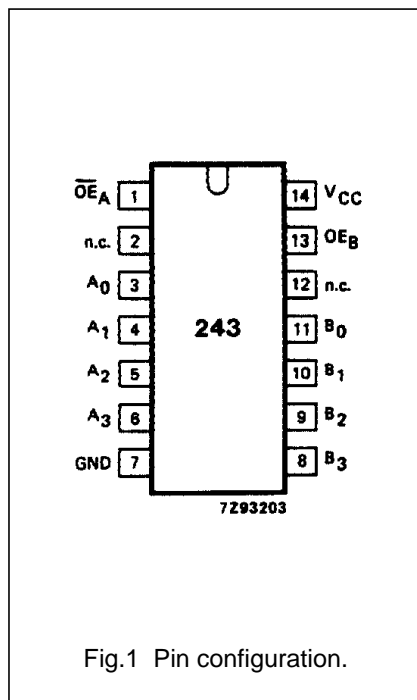 O̅E̅A 1
14 VCC
n.c. 2
13 OEB
A0 3
12 n.c.
A1 4
243
11 B0
A2 5
10 B1
A3 6
9 B2
GND 7
8 B3
7Z93203
Fig.1 Pin configuration.